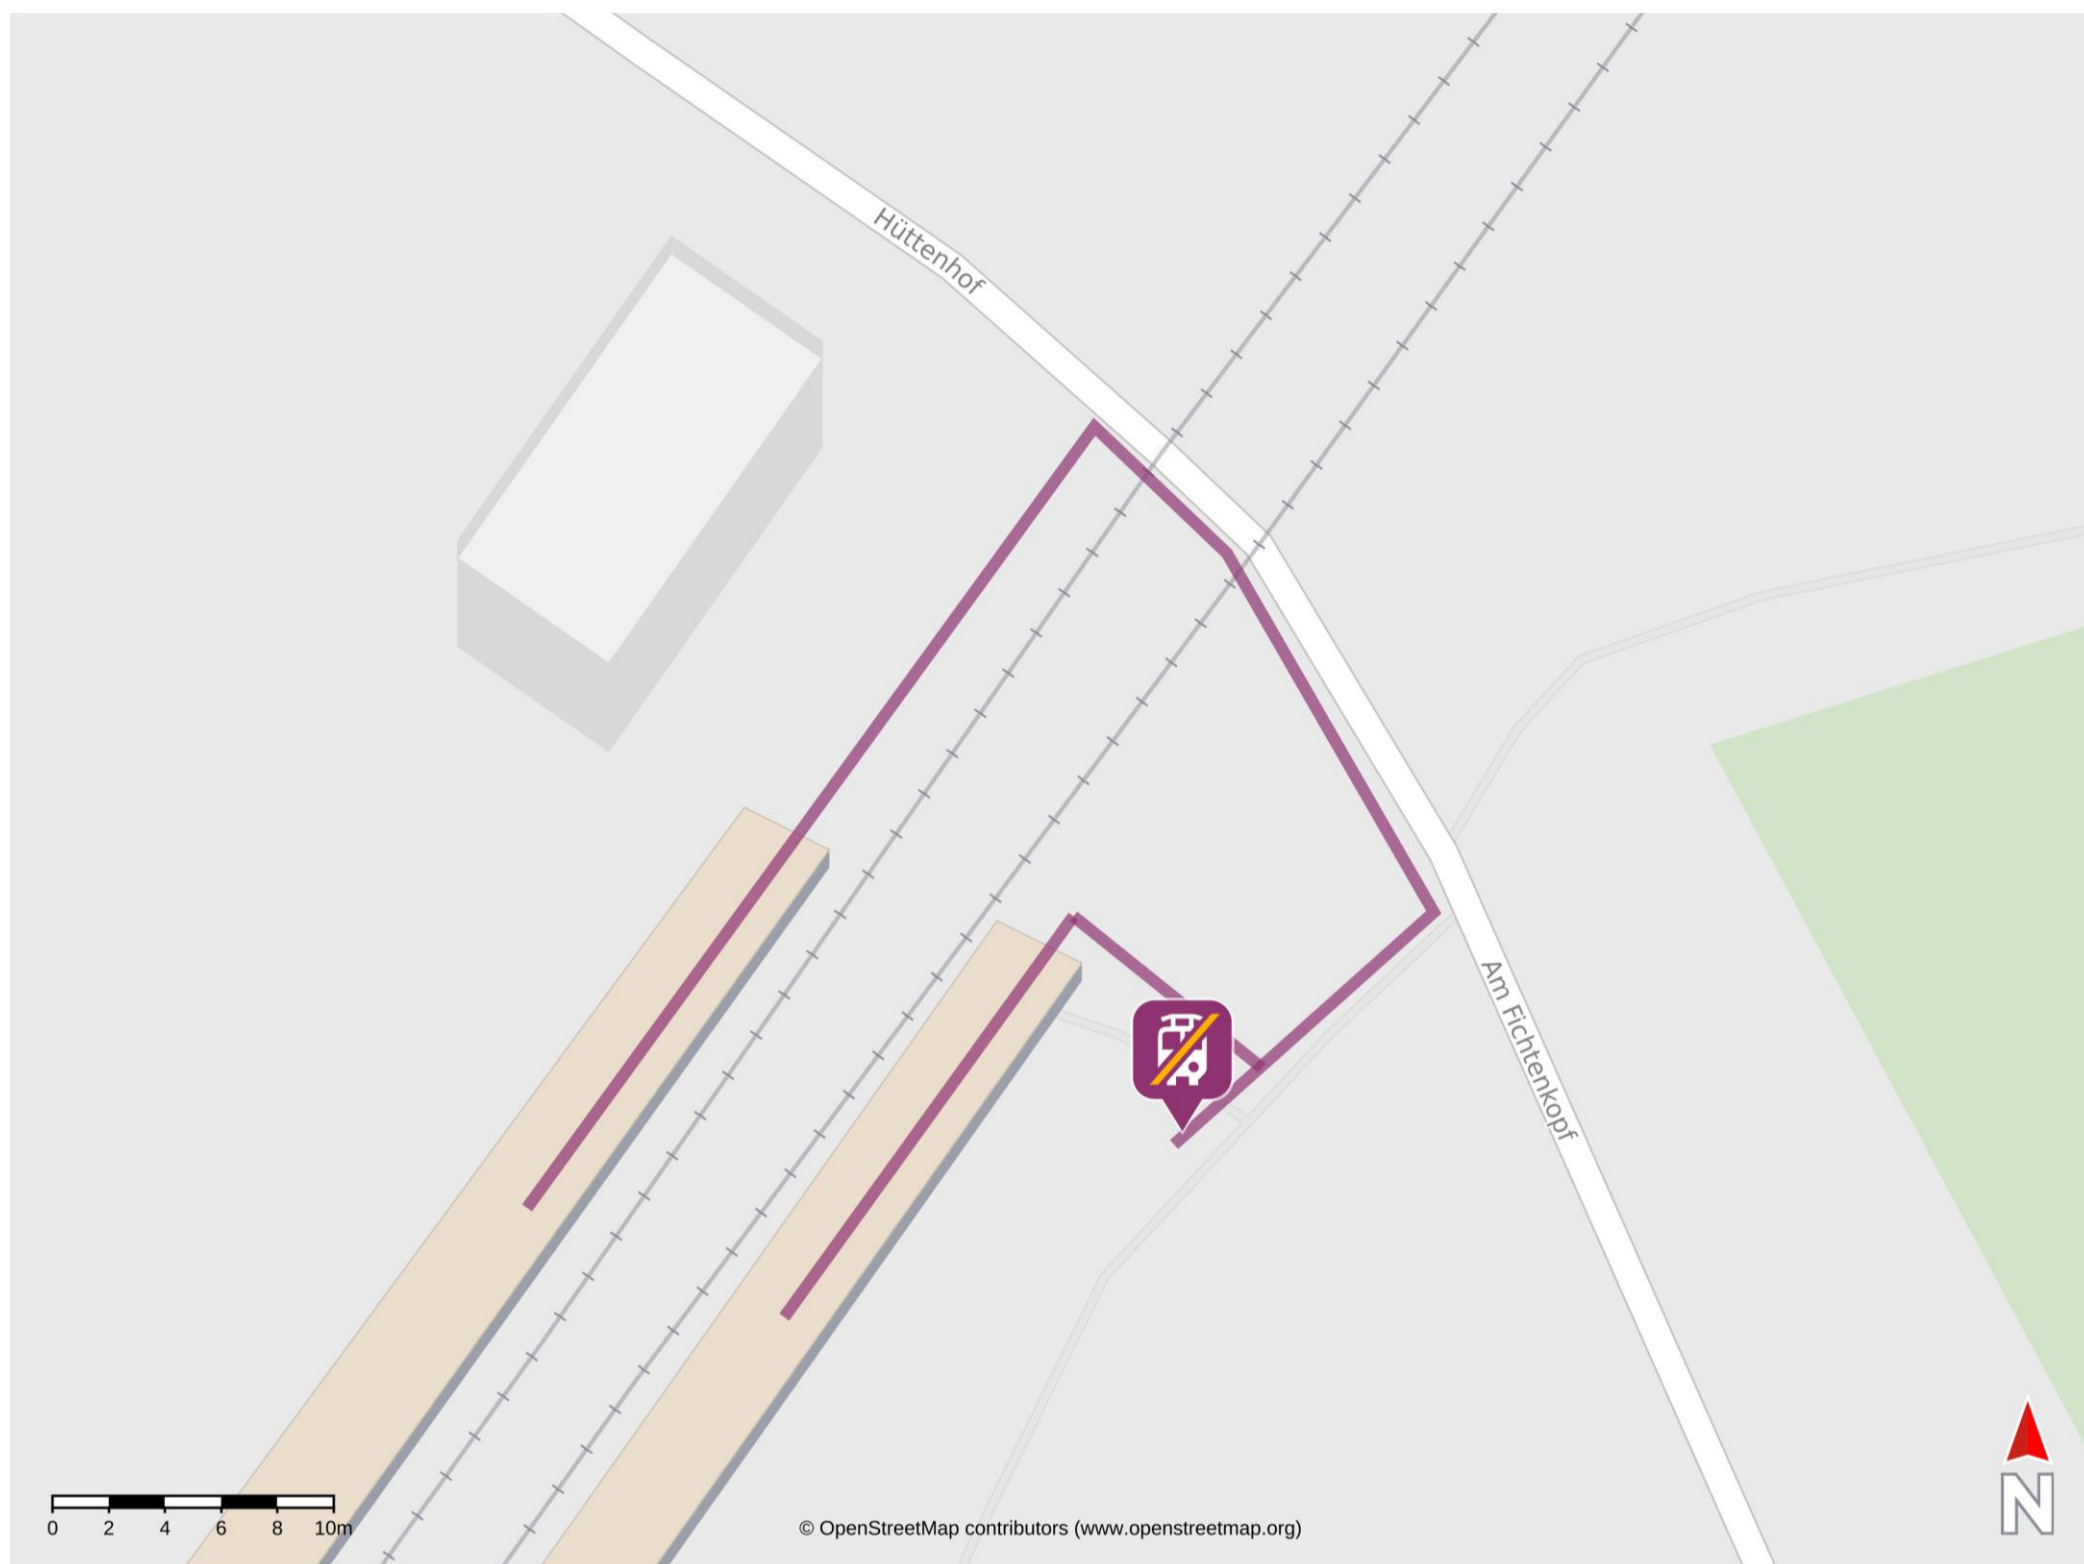 Hüttenhof
Am Fichtenkopf
N
0 2 4 6 8 10m
© OpenStreetMap contributors (www.openstreetmap.org)